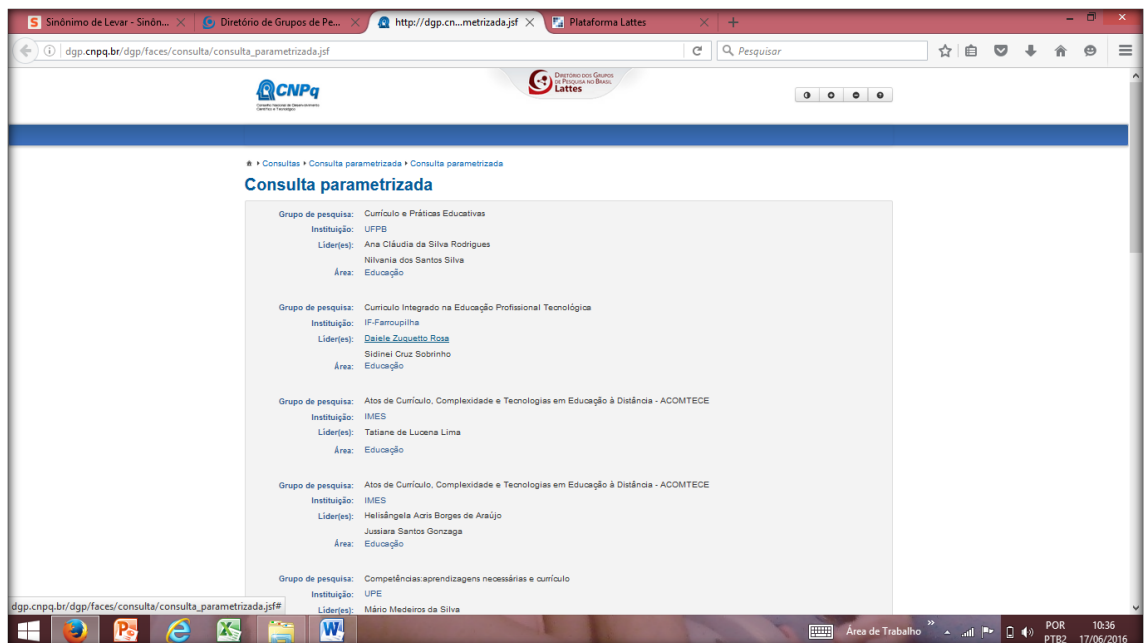 Sinônimo de Levar - Sinôn...
Diretório de Grupos de Pe...
http://dgp.cn...metrizada.jsf
Plataforma Lattes
dgp.cnpq.br/dgp/faces/consulta/consulta_parametrizada.jsf
Pesquisar
CNPq
Conselho Nacional de Desenvolvimento
Científico e Tecnológico
Diretório dos Grupos
de Pesquisa no Brasil
Lattes
Consultas Consulta parametrizada Consulta parametrizada
Consulta parametrizada
Grupo de pesquisa: Currículo e Práticas Educativas
Instituição: UFPB
Líder(es): Ana Cláudia da Silva Rodrigues
Nilvania dos Santos Silva
Área: Educação
Grupo de pesquisa: Curriculo Integrado na Educação Profissional Tecnológica
Instituição: IF-Farroupilha
Líder(es): Daiele Zuquetto Rosa
Sidinei Cruz Sobrinho
Área: Educação
Grupo de pesquisa: Atos de Currículo, Complexidade e Tecnologias em Educação à Distância - ACOMTECE
Instituição: IMES
Líder(es): Tatiane de Lucena Lima
Área: Educação
Grupo de pesquisa: Atos de Currículo, Complexidade e Tecnologias em Educação à Distância - ACOMTECE
Instituição: IMES
Líder(es): Helisângela Acris Borges de Araújo
Jussiara Santos Gonzaga
Área: Educação
Grupo de pesquisa: Competências:aprendizagens necessárias e currículo
Instituição: UPE
Líder(es): Mário Medeiros da Silva
dgp.cnpq.br/dgp/faces/consulta/consulta_parametrizada.jsf#
Área de Trabalho
POR
PTB2
10:36
17/06/2016